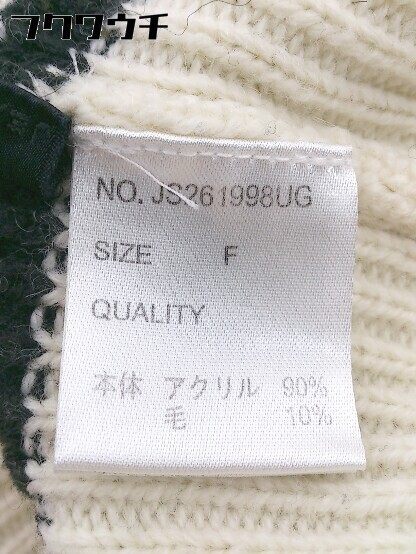 フクワウチ
NO. JS261998UG
SIZE F
QUALITY
本体 アクリル 90%
毛 10%